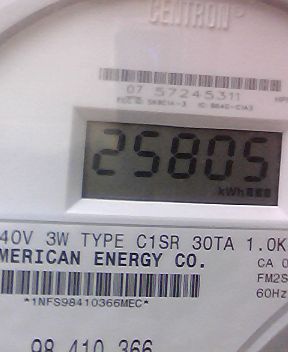 CENTRON®
07 57245311
25805
kWh
40V 3W TYPE C1SR 30TA 1.0K
MERICAN ENERGY CO.
CA 0
FM2S
60Hz
*1NFS98410366MEC*
98 410 366